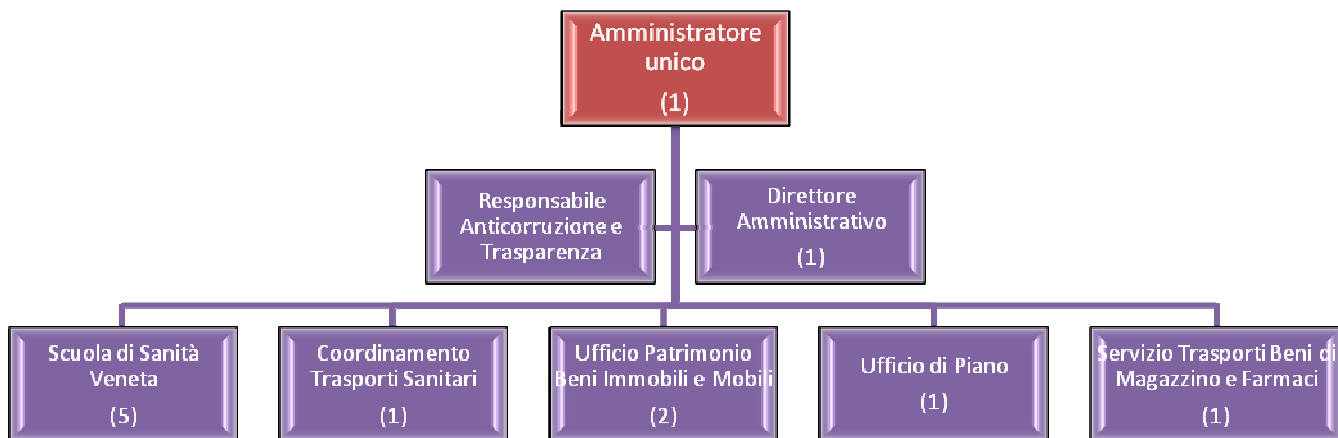 Amministratore
unico
(1)
Responsabile
Anticorruzione e
Trasparenza
Direttore
Amministrativo
(1)
Scuola di Sanità
Veneta
(5)
Coordinamento
Trasporti Sanitari
(1)
Ufficio Patrimonio
Beni Immobili e Mobili
(2)
Ufficio di Piano
(1)
Servizio Trasporti Beni di
Magazzino e Farmaci
(1)